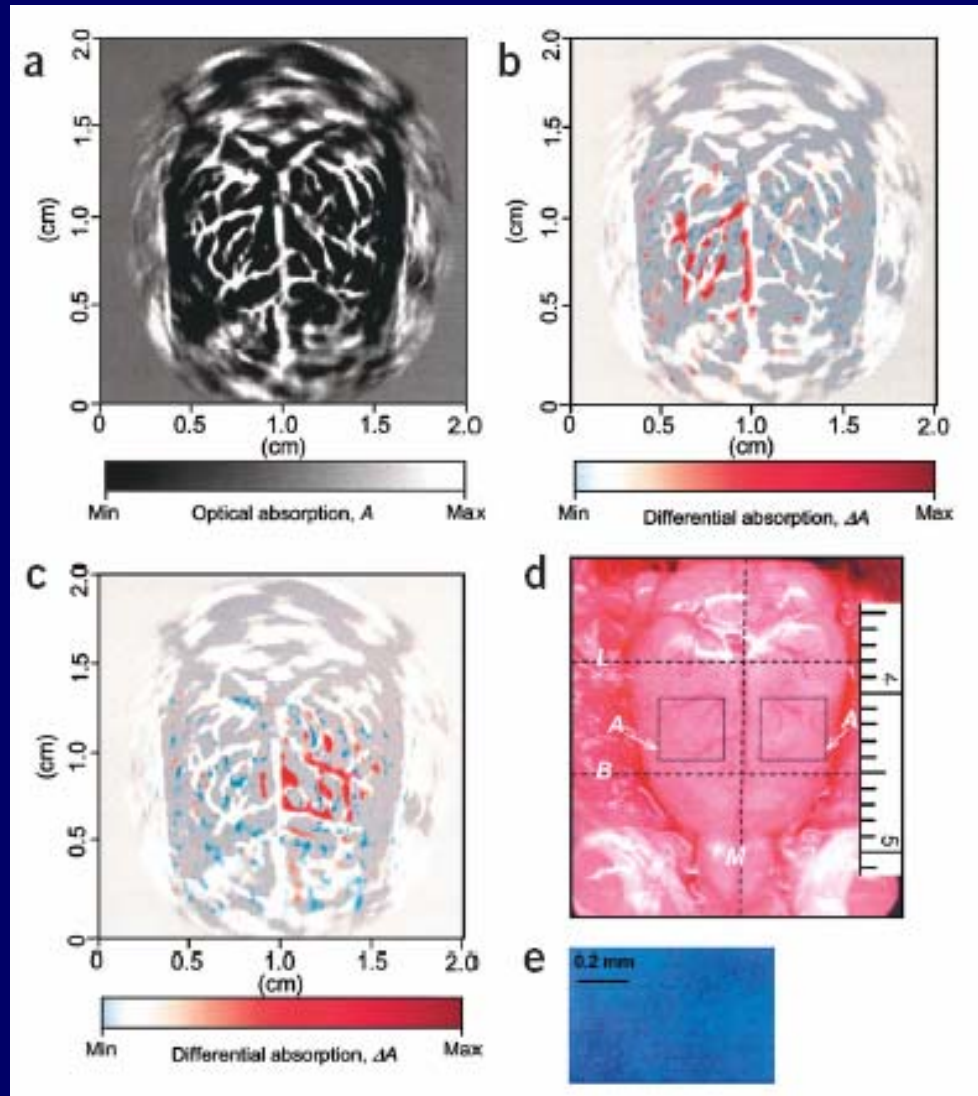 a
2.0
1.5
1.0
0.5
0
(cm)
0 0.5 1.0 1.5 2.0
(cm)
Min Optical absorption, A Max
b
2.0
1.5
1.0
0.5
0
(cm)
0 0.5 1.0 1.5 2.0
(cm)
Min Differential absorption, ΔA Max
c
2.0
1.5
1.0
0.5
0
(cm)
0 0.5 1.0 1.5 2.0
(cm)
Min Differential absorption, ΔA Max
d
L
A A
B
M
4
5
e
0.2 mm